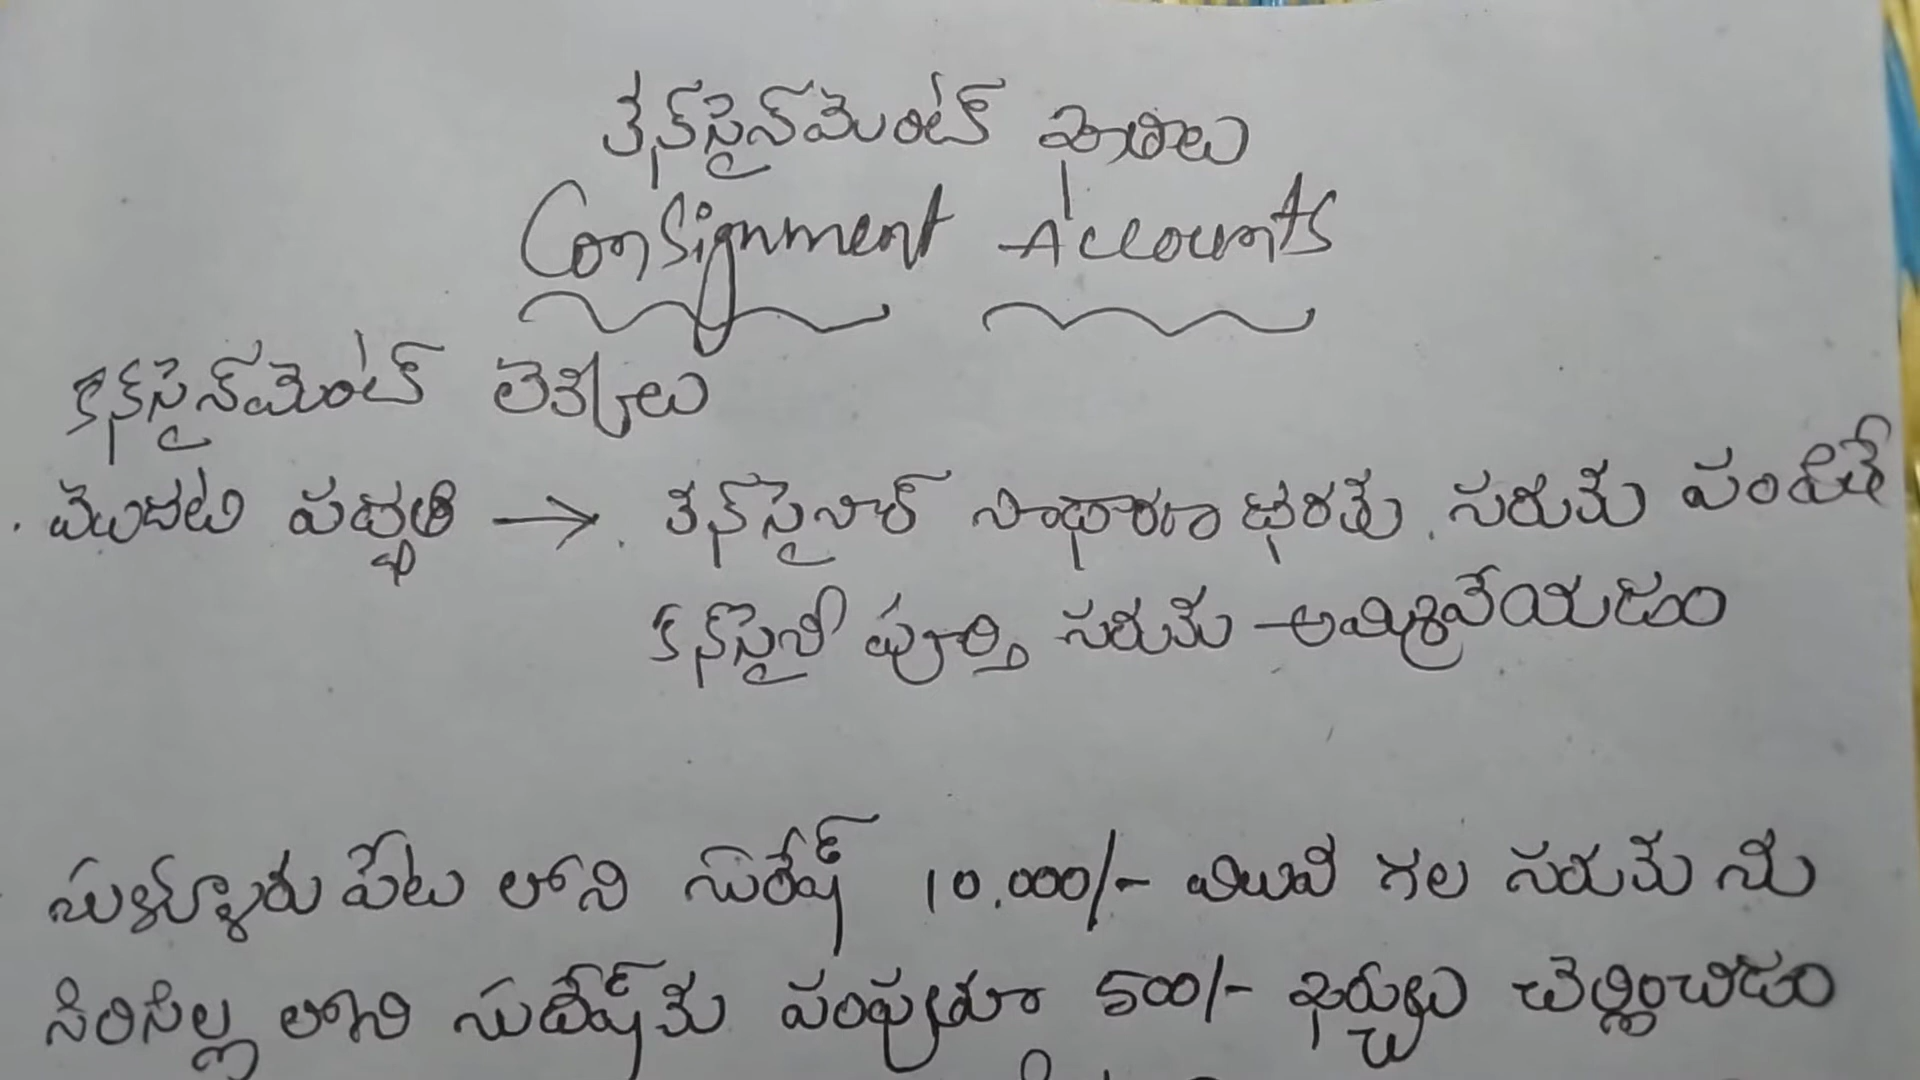 కన్‌సైన్‌మెంట్ ఖాతాలు
Consignment Accounts
కన్‌సైన్‌మెంట్ లెక్కలు
మొదటి పద్ధతి → కన్‌సైనార్ సాధారణ ధరకు సరుకు పంపితే
కన్‌సైనీ పూర్తి సరుకు అమ్మివేయడం
సుళ్ళూరు పేట లోని సురేష్ 10,000/- విలువ గల సరుకు ను
సిరిసిల్ల లోని సుదేష్‌కు పంపుతూ 500/- ఖర్చులు చెల్లించడం